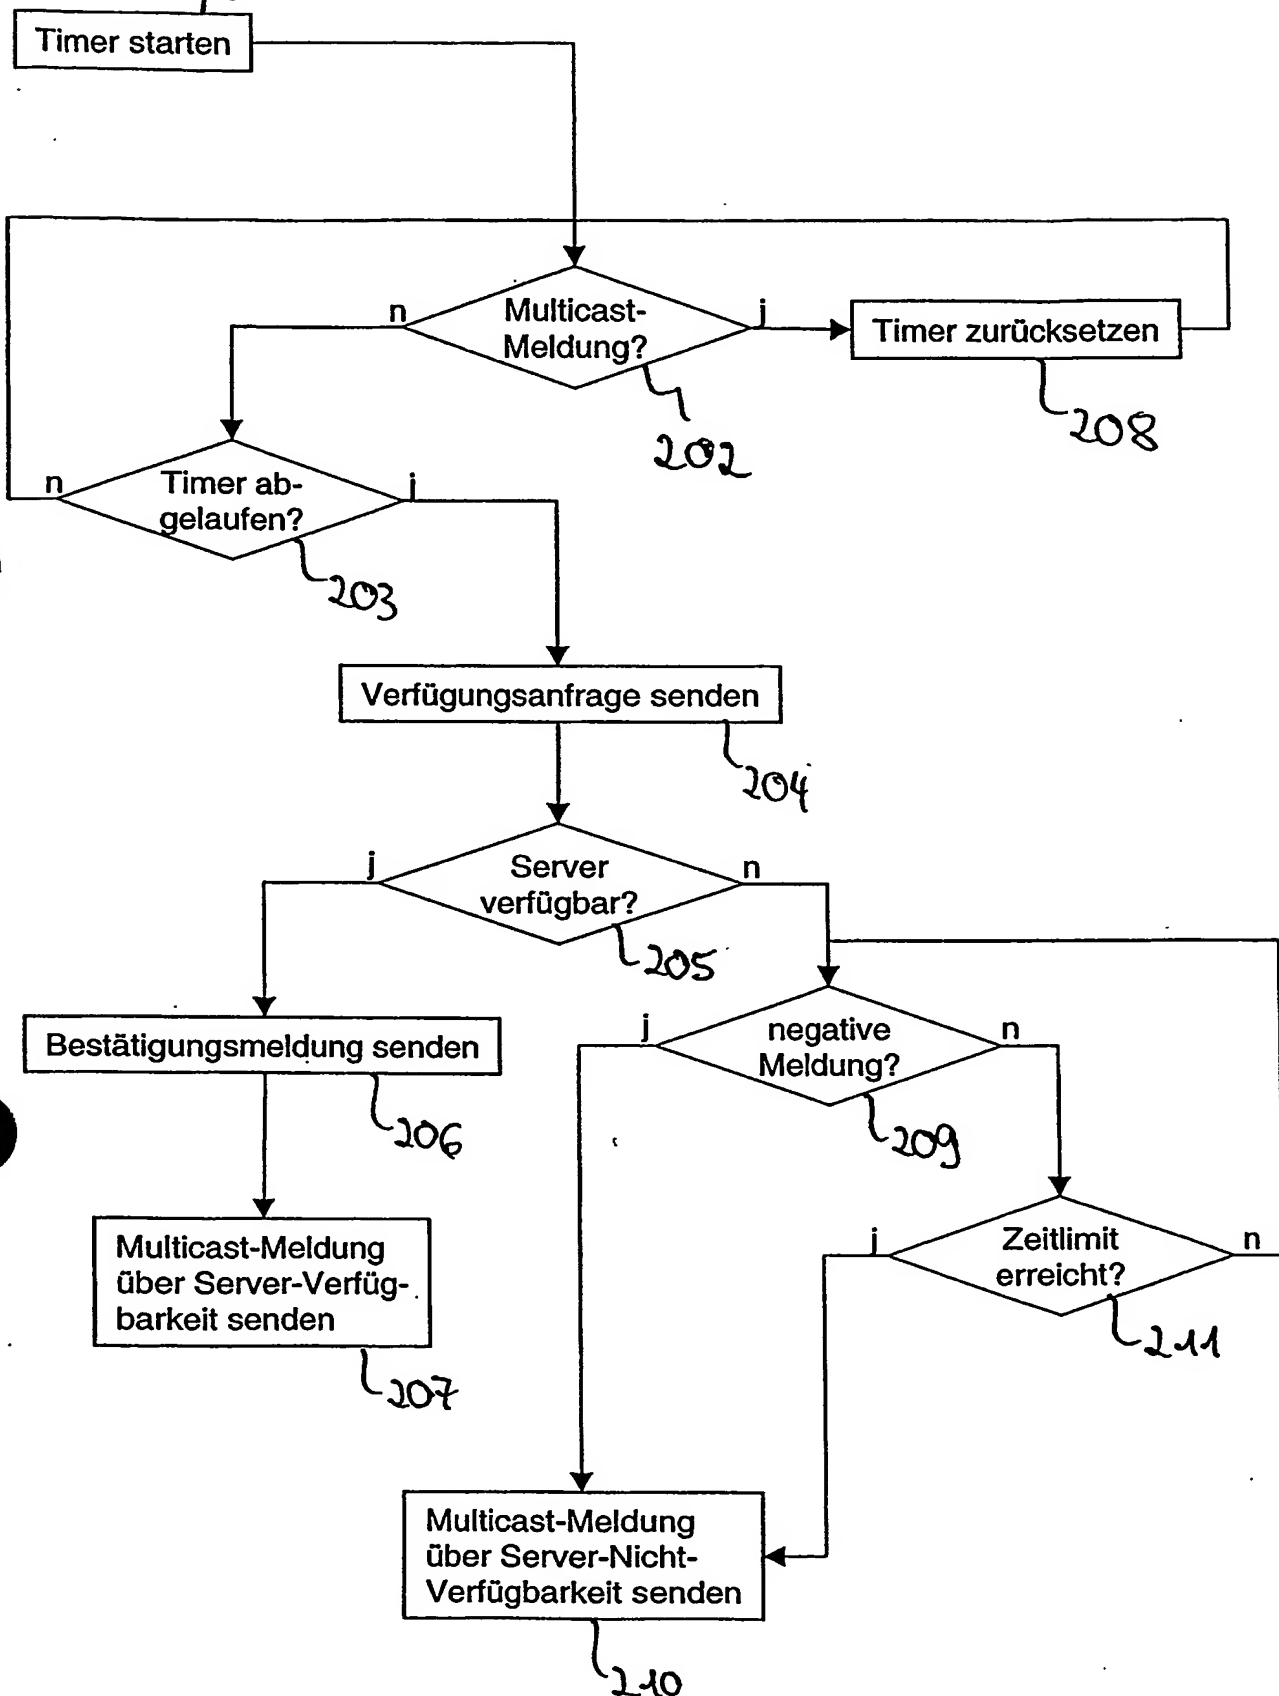 Timer starten
n
Multicast-
Meldung?
j
Timer zurücksetzen
208
202
n
Timer ab-
gelaufen?
j
203
Verfügungsanfrage senden
204
j
Server
verfügbar?
n
205
j
negative
Meldung?
n
Bestätigungsmeldung senden
206
209
Multicast-Meldung
über Server-Verfüg-
barkeit senden
j
Zeitlimit
erreicht?
n
211
207
Multicast-Meldung
über Server-Nicht-
Verfügbarkeit senden
210